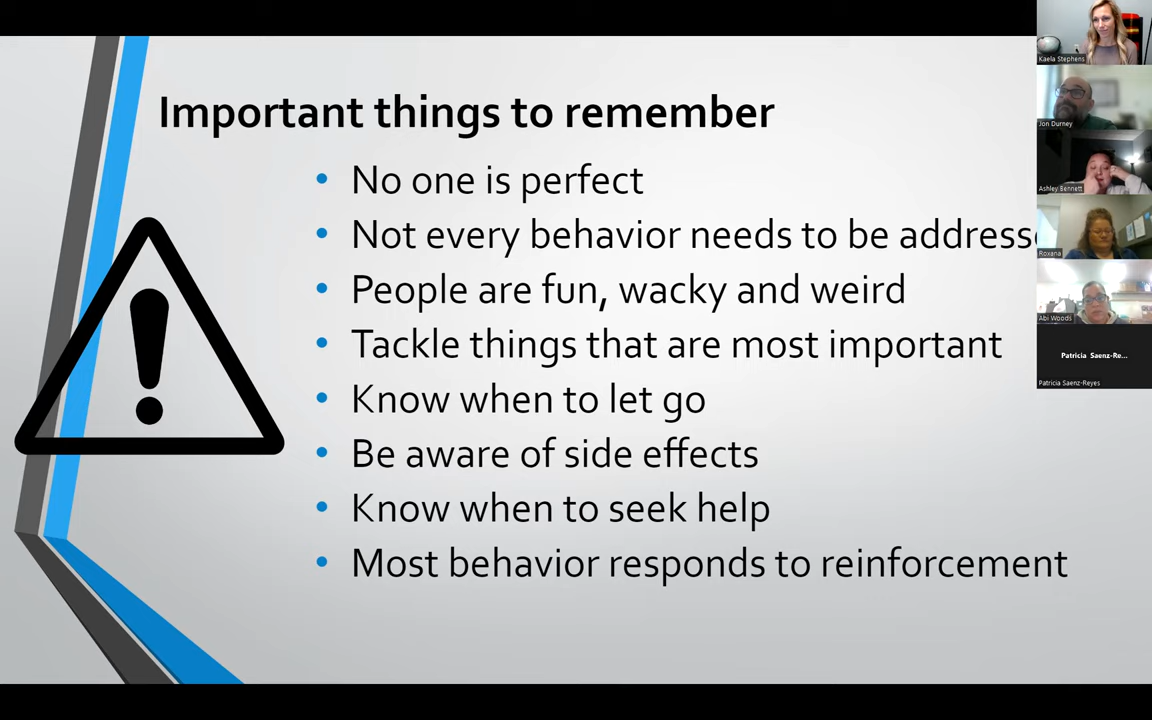 Important things to remember
No one is perfect
Not every behavior needs to be address
People are fun, wacky and weird
Tackle things that are most important
Know when to let go
Be aware of side effects
Know when to seek help
Most behavior responds to reinforcement
Kaela Stephens
Jon Durney
Ashley Bennett
Roxana
Abi Woods
Patricia Saenz-Re...
Patricia Saenz-Reyes